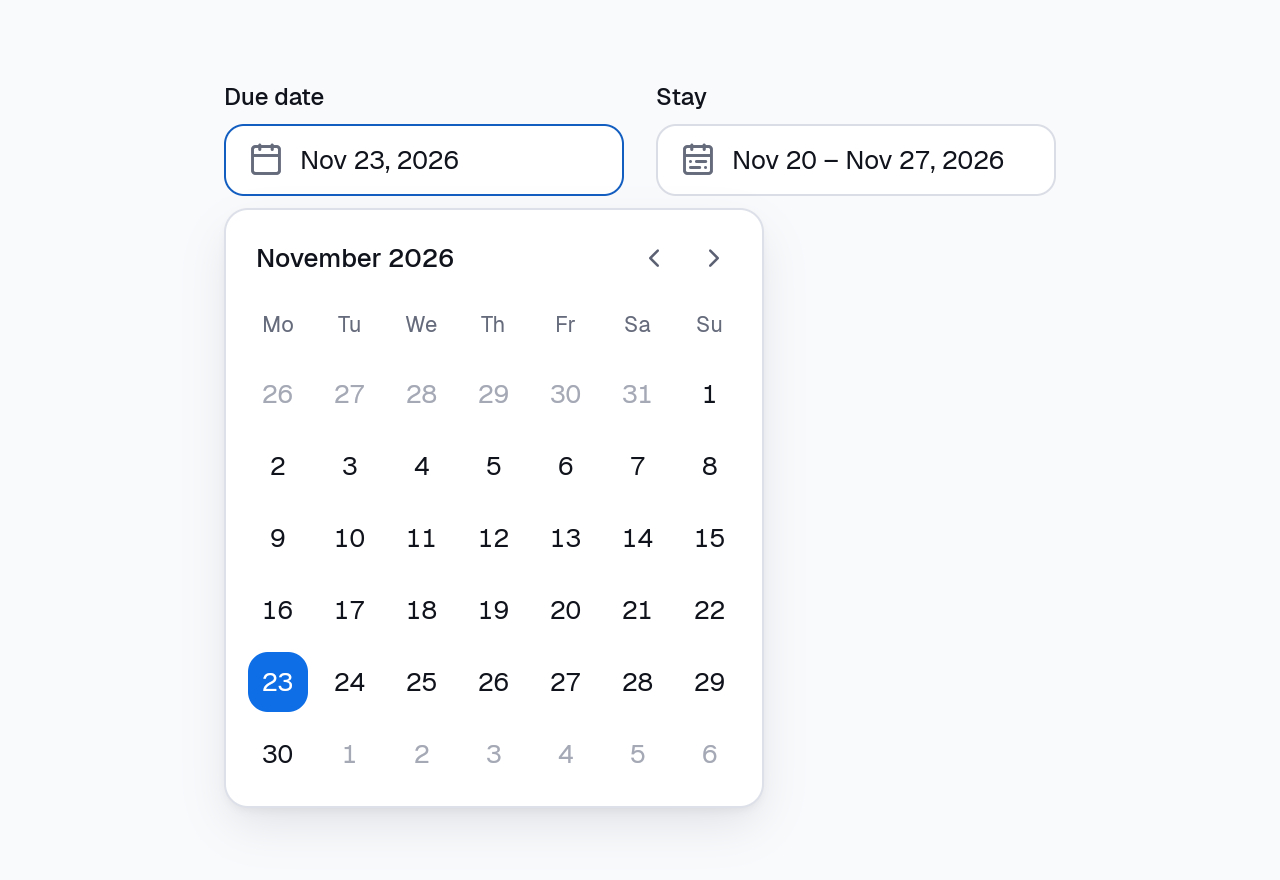 Due date
Stay
Nov 23, 2026
Nov 20 – Nov 27, 2026
November 2026
Mo Tu We Th Fr Sa Su
26 27 28 29 30 31 1
2 3 4 5 6 7 8
9 10 11 12 13 14 15
16 17 18 19 20 21 22
23 24 25 26 27 28 29
30 1 2 3 4 5 6